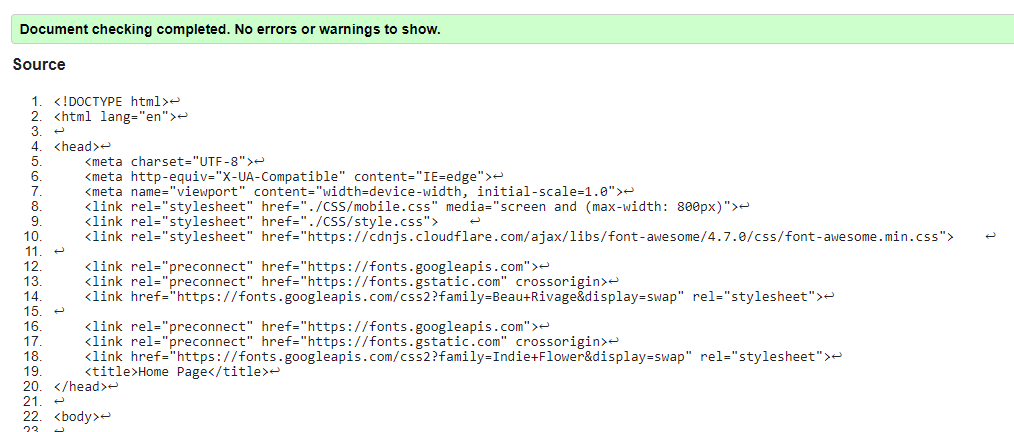 Document checking completed. No errors or warnings to show.
Source
1. <!DOCTYPE html>↩
2. <html lang="en">↩
3. ↩
4. <head>↩
5.     <meta charset="UTF-8">↩
6.     <meta http-equiv="X-UA-Compatible" content="IE=edge">↩
7.     <meta name="viewport" content="width=device-width, initial-scale=1.0">↩
8.     <link rel="stylesheet" href="./CSS/mobile.css" media="screen and (max-width: 800px)">↩
9.     <link rel="stylesheet" href="./CSS/style.css">    ↩
10.     <link rel="stylesheet" href="https://cdnjs.cloudflare.com/ajax/libs/font-awesome/4.7.0/css/font-awesome.min.css">    ↩
11. ↩
12.     <link rel="preconnect" href="https://fonts.googleapis.com">↩
13.     <link rel="preconnect" href="https://fonts.gstatic.com" crossorigin>↩
14.     <link href="https://fonts.googleapis.com/css2?family=Beau+Rivage&display=swap" rel="stylesheet">↩
15. ↩
16.     <link rel="preconnect" href="https://fonts.googleapis.com">↩
17.     <link rel="preconnect" href="https://fonts.gstatic.com" crossorigin>↩
18.     <link href="https://fonts.googleapis.com/css2?family=Indie+Flower&display=swap" rel="stylesheet">↩
19.     <title>Home Page</title>↩
20. </head>↩
21. ↩
22. <body>↩
23. ↩